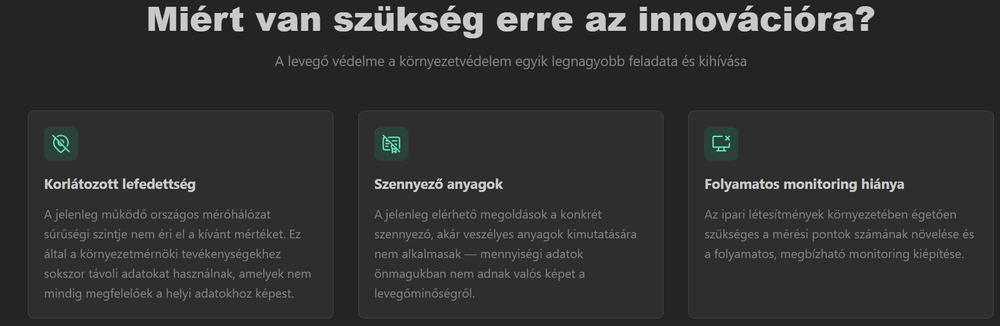 Miért van szükség erre az innovációra?
A levegő védelme a környezetvédelem egyik legnagyobb feladata és kihívása
Korlátozott lefedettség
A jelenleg működő országos mérőhálózat
sűrűségi szintje nem éri el a kívánt mértéket. Ez
által a környezetmérnöki tevékenységekhez
sokszor távoli adatokat használnak, amelyek nem
mindig megfelelőek a helyi adatokhoz képest.
Szennyező anyagok
A jelenleg elérhető megoldások a konkrét
szennyező, akár veszélyes anyagok kimutatására
nem alkalmasak — mennyiségi adatok
önmagukban nem adnak valós képet a
levegőminőségről.
Folyamatos monitoring hiánya
Az ipari létesítmények környezetében égetően
szükséges a mérési pontok számának növelése és
a folyamatos, megbízható monitoring kiépítése.